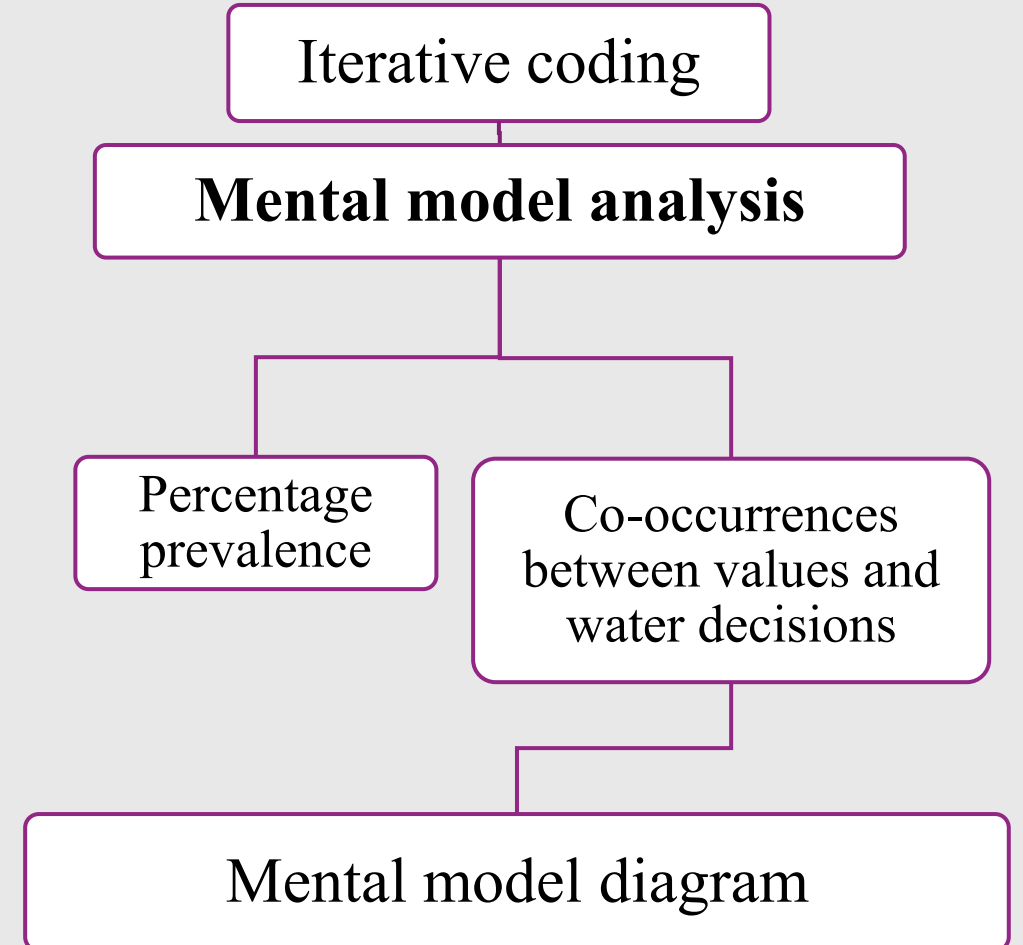 Iterative coding
Mental model analysis
Percentage
prevalence
Co-occurrences
between values and
water decisions
Mental model diagram